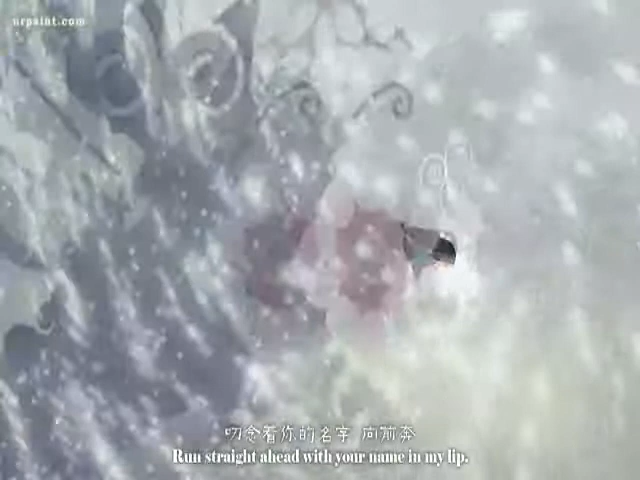 urpaint.com
吻念着你的名字 向前奔
Run straight ahead with your name in my lip.